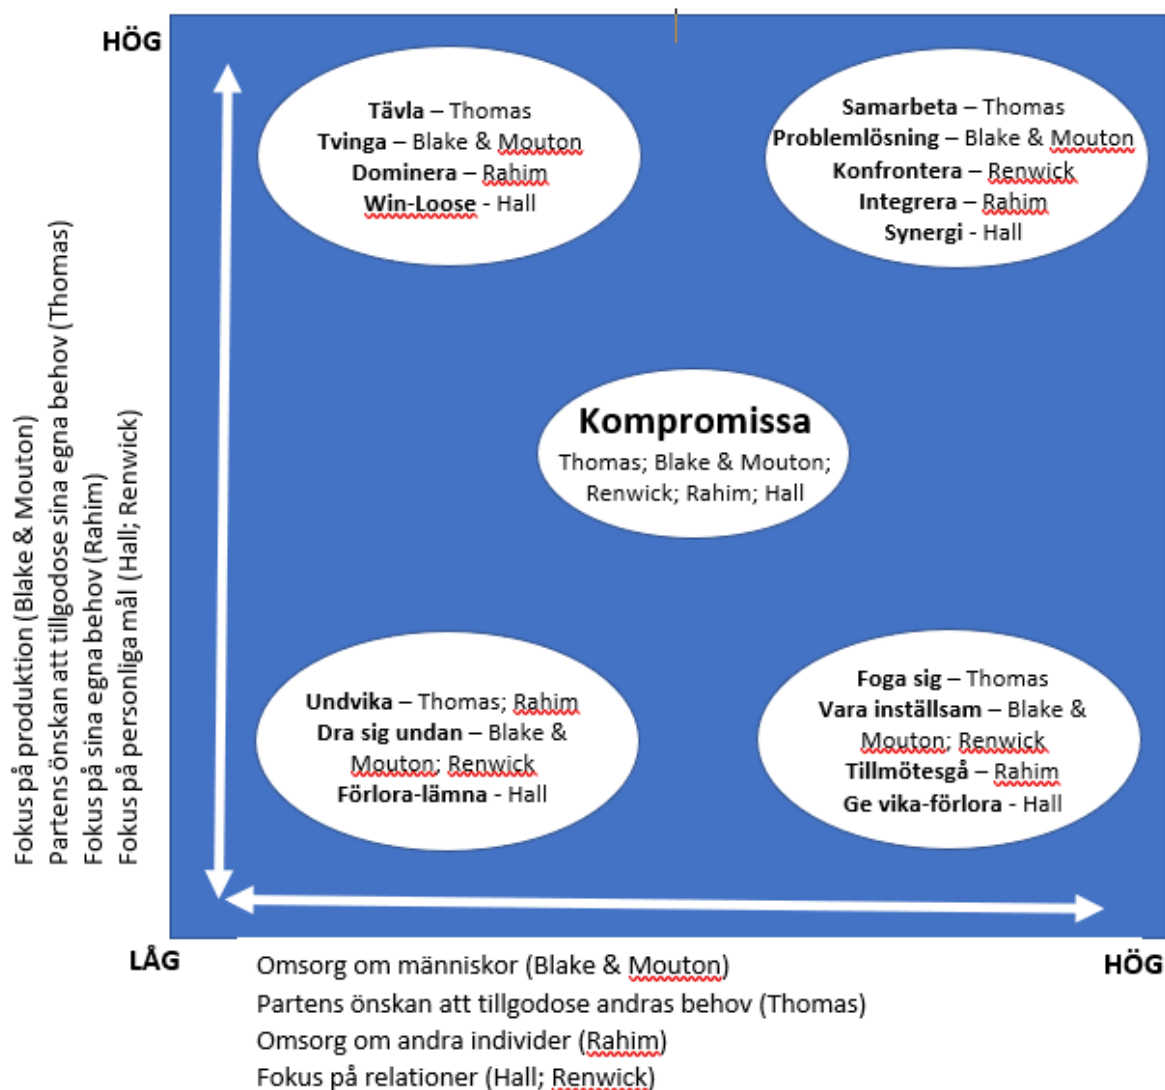 HÖG
Tävla – Thomas
Tvinga – Blake & Mouton
Dominera – Rahim
Win-Loose - Hall
Samarbeta – Thomas
Problemlösning – Blake & Mouton
Konfrontera – Renwick
Integrera – Rahim
Synergi - Hall
Fokus på produktion (Blake & Mouton)
Partens önskan att tillgodose sina egna behov (Thomas)
Fokus på sina egna behov (Rahim)
Fokus på personliga mål (Hall; Renwick)
Kompromissa
Thomas; Blake & Mouton;
Renwick; Rahim; Hall
Undvika – Thomas; Rahim
Dra sig undan – Blake &
Mouton; Renwick
Förlora-lämna - Hall
Foga sig – Thomas
Vara inställsam – Blake &
Mouton; Renwick
Tillmötesgå – Rahim
Ge vika-förlora - Hall
LÅG
HÖG
Omsorg om människor (Blake & Mouton)
Partens önskan att tillgodose andras behov (Thomas)
Omsorg om andra individer (Rahim)
Fokus på relationer (Hall; Renwick)